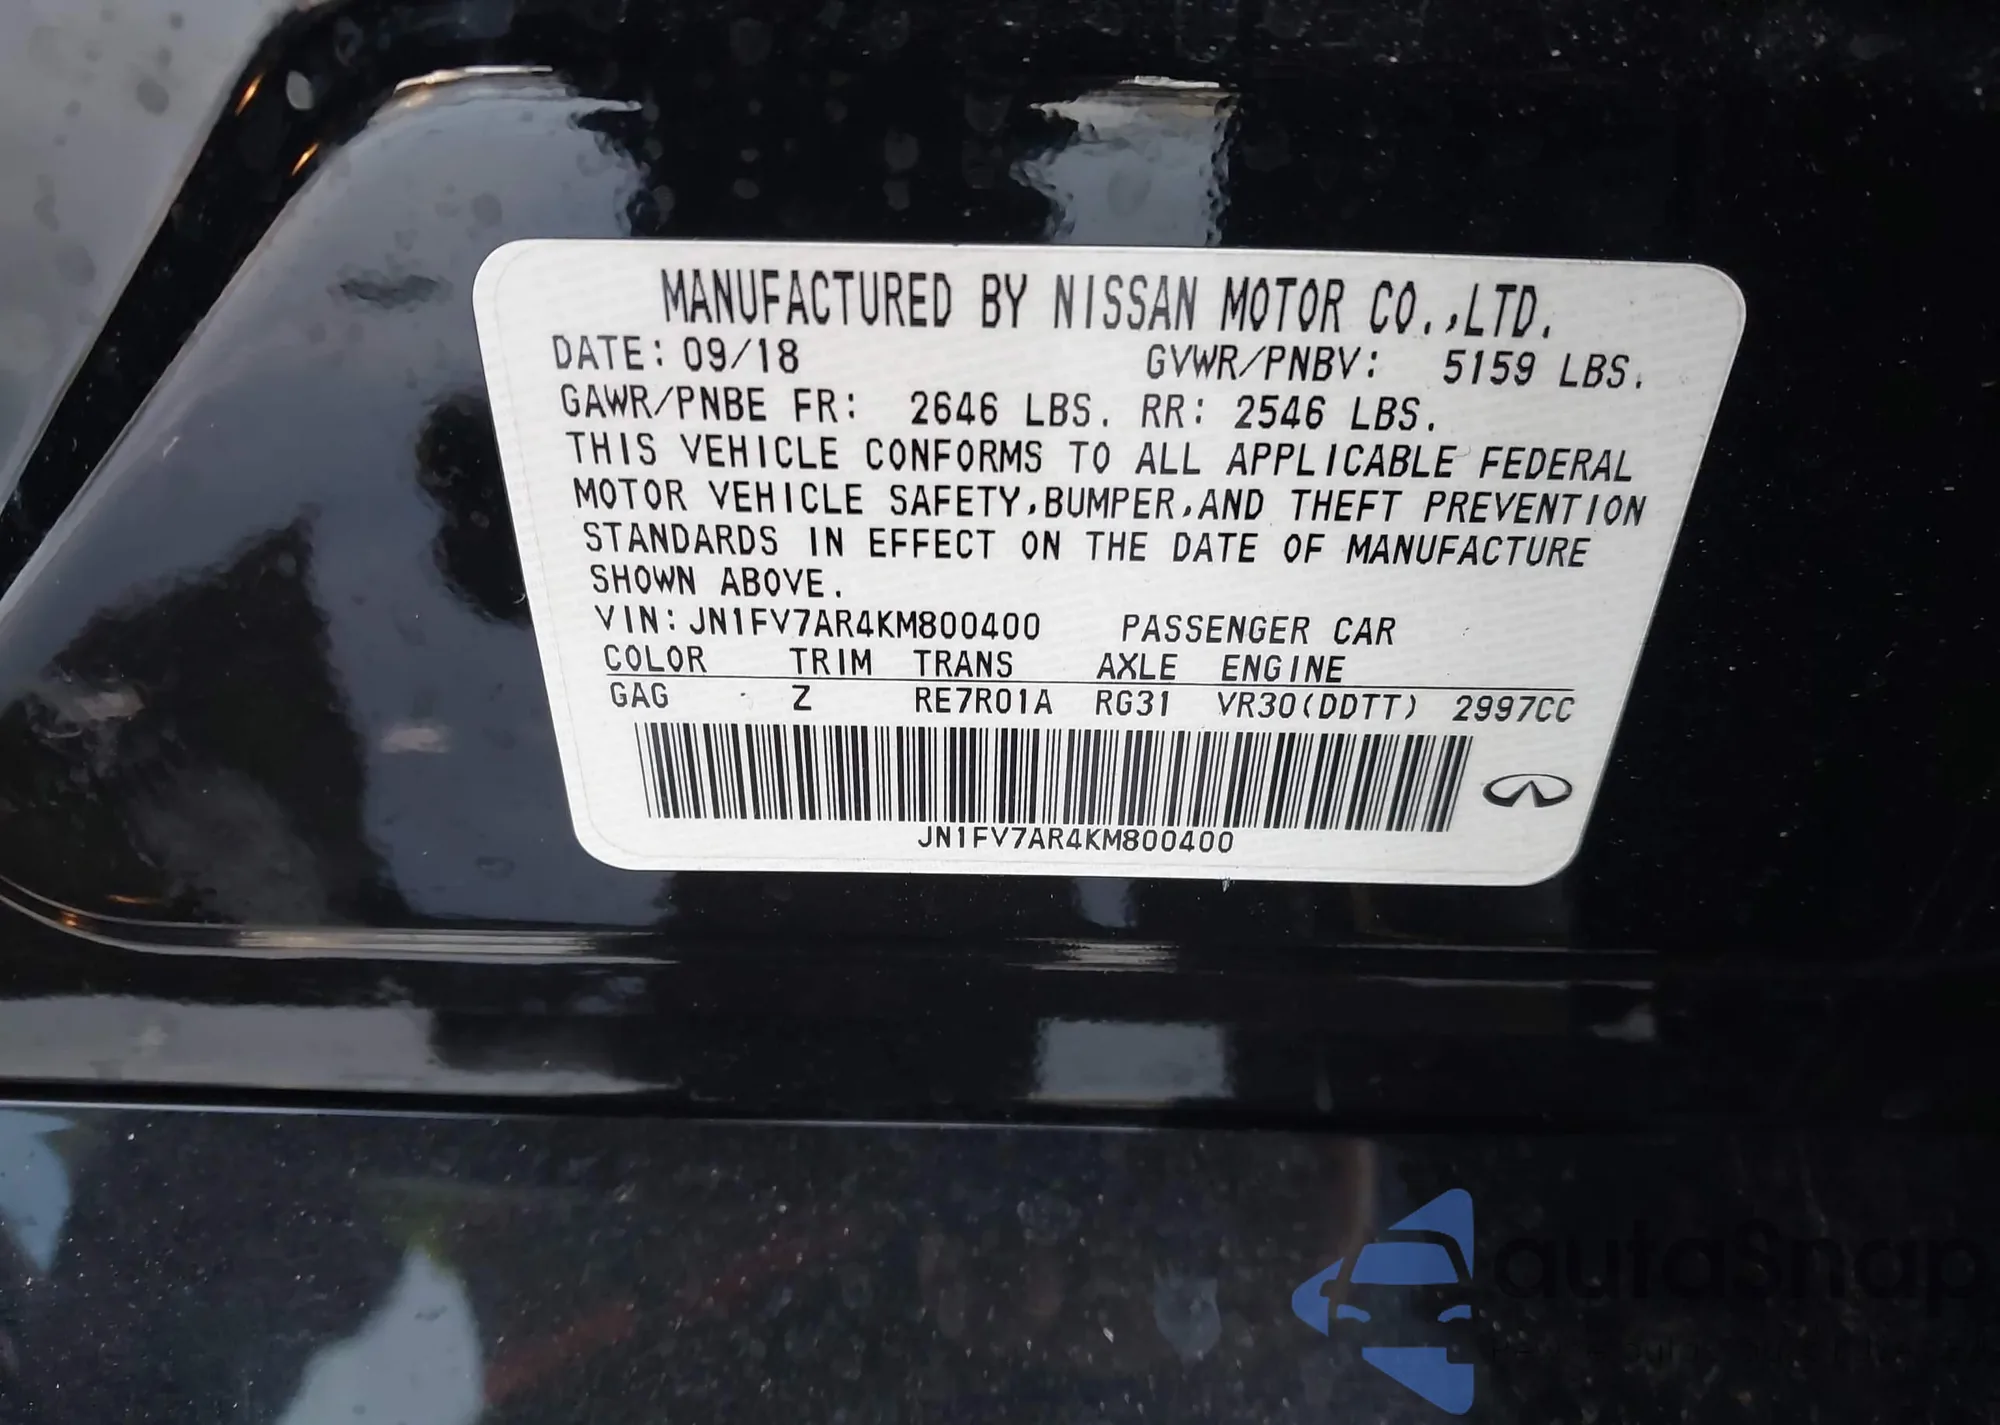 MANUFACTURED BY NISSAN MOTOR CO.,LTD.
DATE: 09/18 GVWR/PNBV: 5159 LBS.
GAWR/PNBE FR: 2646 LBS. RR: 2546 LBS.
THIS VEHICLE CONFORMS TO ALL APPLICABLE FEDERAL
MOTOR VEHICLE SAFETY,BUMPER,AND THEFT PREVENTION
STANDARDS IN EFFECT ON THE DATE OF MANUFACTURE
SHOWN ABOVE.
VIN:JN1FV7AR4KM800400 PASSENGER CAR
COLOR TRIM TRANS AXLE ENGINE
GAG Z RE7R01A RG31 VR30(DDTT) 2997CC
JN1FV7AR4KM800400
autosnap